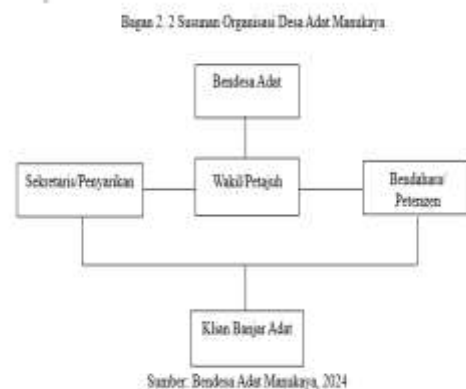 Bagan 2. 2 Susunan Organisasi Desa Adat Manukaya
Bendesa Adat
Sekretaris/Penyarikan
Wakil/Petajuh
Bendahara/
Petengen
Klian Banjar Adat
Sumber: Bendesa Adat Manukaya, 2024